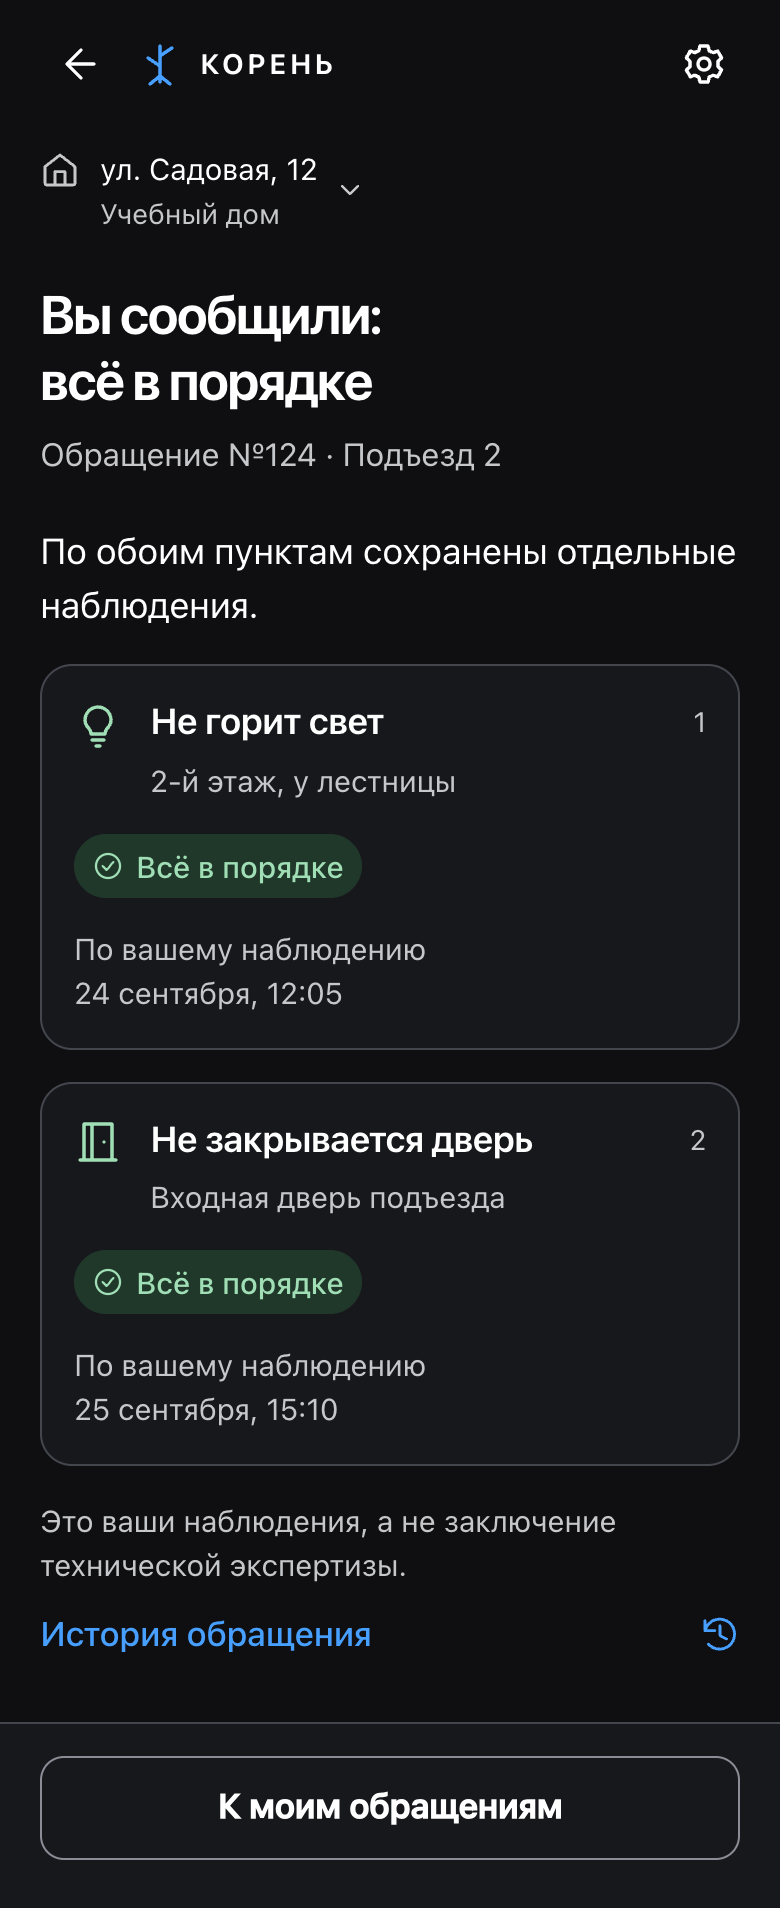 КОРЕНЬ
ул. Садовая, 12
Учебный дом
Вы сообщили:
всё в порядке
Обращение №124 · Подъезд 2
По обоим пунктам сохранены отдельные
наблюдения.
Не горит свет
1
2-й этаж, у лестницы
Всё в порядке
По вашему наблюдению
24 сентября, 12:05
Не закрывается дверь
2
Входная дверь подъезда
Всё в порядке
По вашему наблюдению
25 сентября, 15:10
Это ваши наблюдения, а не заключение
технической экспертизы.
История обращения
К моим обращениям